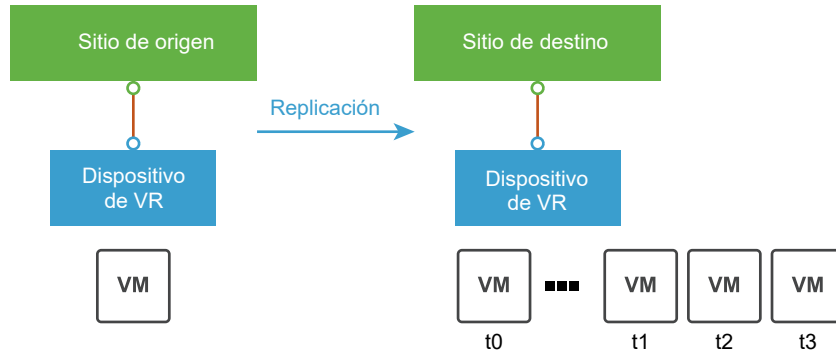 Sitio de origen
Sitio de destino
Replicación
Dispositivo
de VR
Dispositivo
de VR
VM
VM
VM
VM
VM
t0
t1
t2
t3